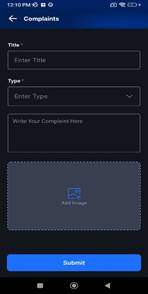 12:10 PM
Complaints
Title *
Enter Title
Type *
Enter Type
Write Your Complaint Here
Add Image
Submit